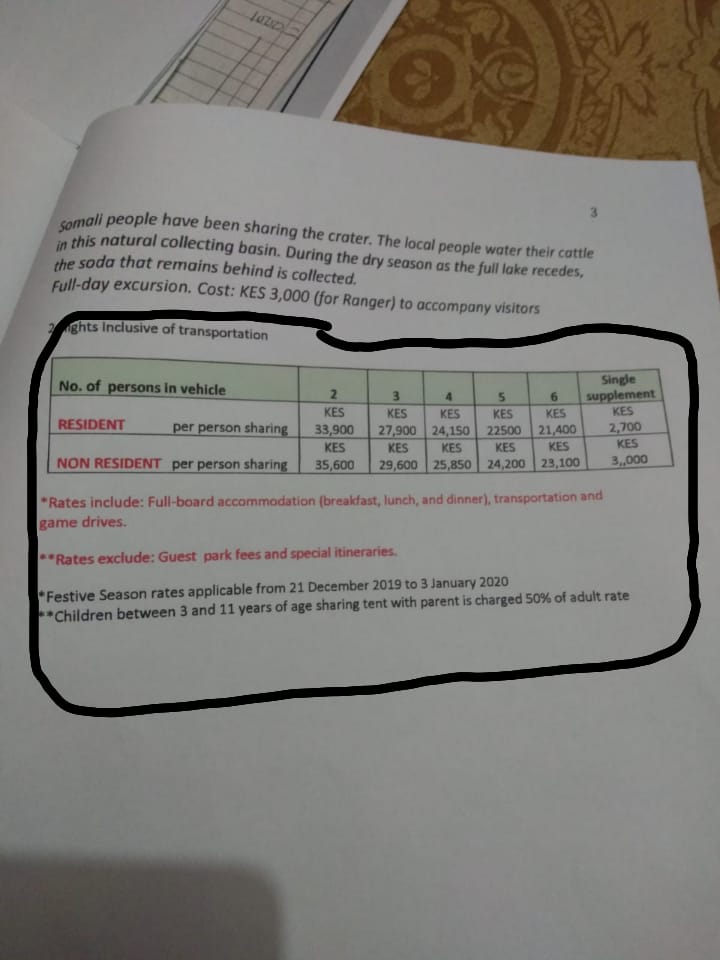 3
Somali people have been sharing the crater. The local people water their cattle
in this natural collecting basin. During the dry season as the full lake recedes,
the soda that remains behind is collected.
Full-day excursion. Cost: KES 3,000 (for Ranger) to accompany visitors
2 nights Inclusive of transportation
No. of persons in vehicle 2 3 4 5 6 Single supplement
RESIDENT per person sharing KES 33,900 KES 27,900 KES 24,150 KES 22500 KES 21,400 KES 2,700
NON RESIDENT per person sharing KES 35,600 KES 29,600 KES 25,850 KES 24,200 KES 23,100 KES 3,,000
*Rates include: Full-board accommodation (breakfast, lunch, and dinner), transportation and
game drives.
**Rates exclude: Guest park fees and special itineraries.
*Festive Season rates applicable from 21 December 2019 to 3 January 2020
**Children between 3 and 11 years of age sharing tent with parent is charged 50% of adult rate